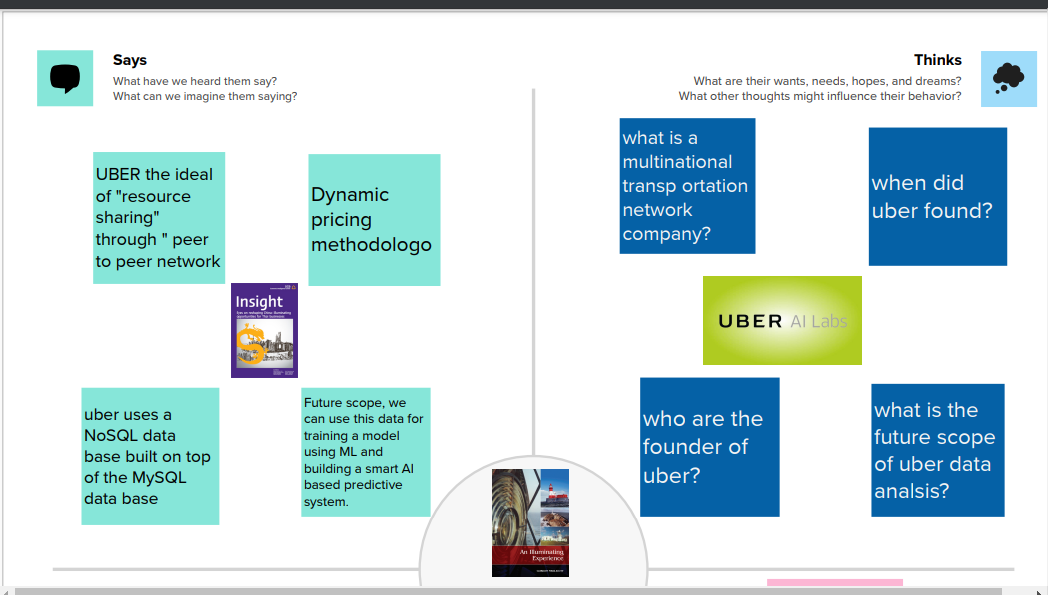 Says
What have we heard them say?
What can we imagine them saying?
Thinks
What are their wants, needs, hopes, and dreams?
What other thoughts might influence their behavior?
UBER the ideal
of "resource
sharing"
through " peer
to peer network
Dynamic
pricing
methodologo
what is a
multinational
transp ortation
network
company?
when did
uber found?
Insight
UBER AI Labs
uber uses a
NoSQL data
base built on top
of the MySQL
data base
Future scope, we
can use this data for
training a model
using ML and
building a smart AI
based predictive
system.
who are the
founder of
uber?
what is the
future scope
of uber data
analsis?
An Illuminating
Experience